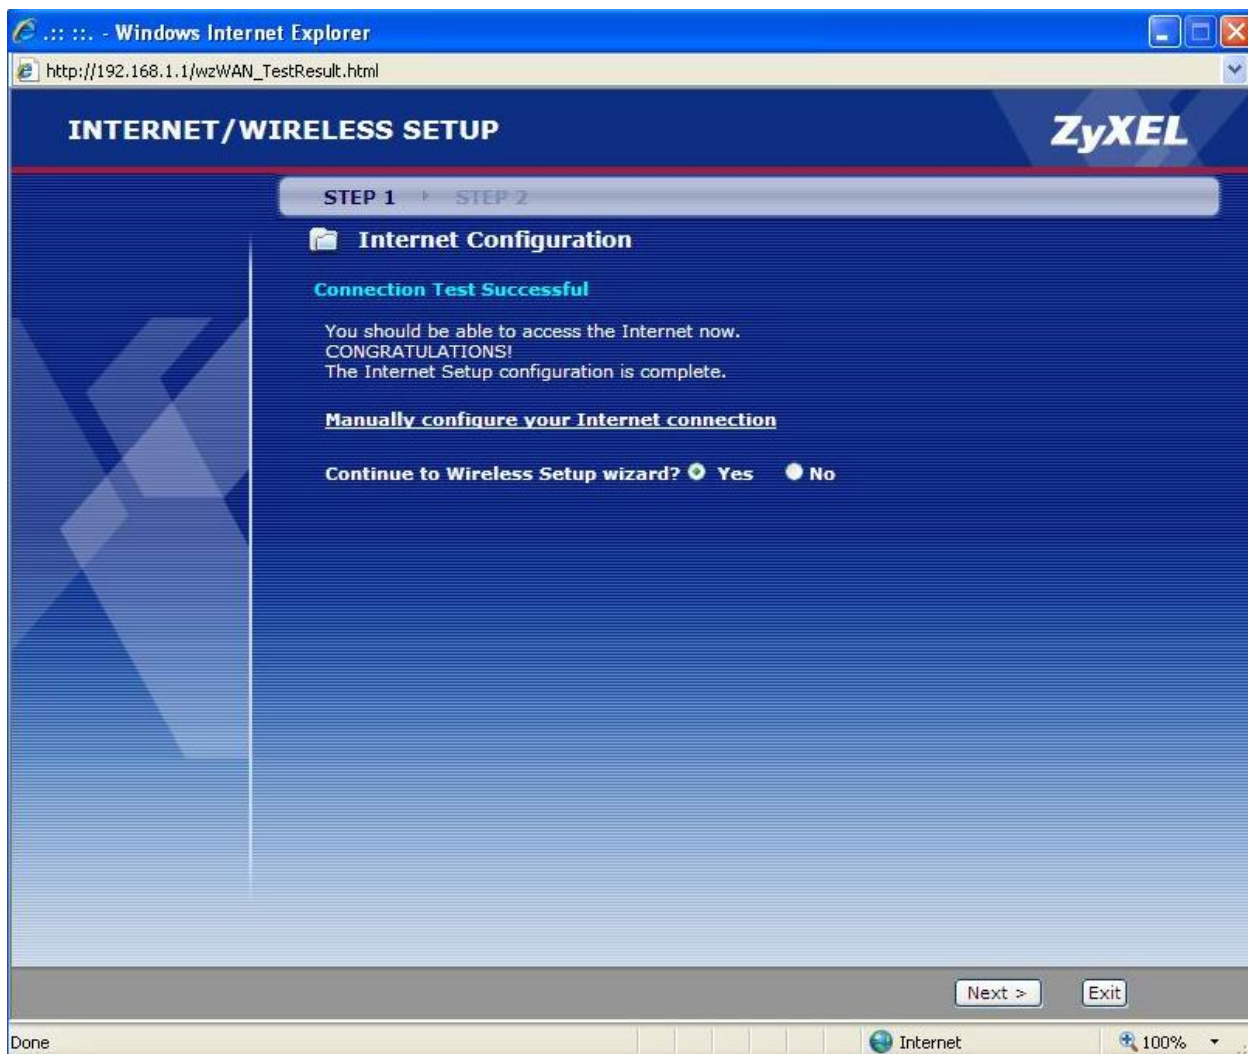 .:: ::. - Windows Internet Explorer
http://192.168.1.1/wzWAN_TestResult.html
INTERNET/WIRELESS SETUP
ZyXEL
STEP 1 STEP 2
Internet Configuration
Connection Test Successful
You should be able to access the Internet now.
CONGRATULATIONS!
The Internet Setup configuration is complete.
Manually configure your Internet connection
Continue to Wireless Setup wizard? Yes No
Next > Exit
Done Internet 100%